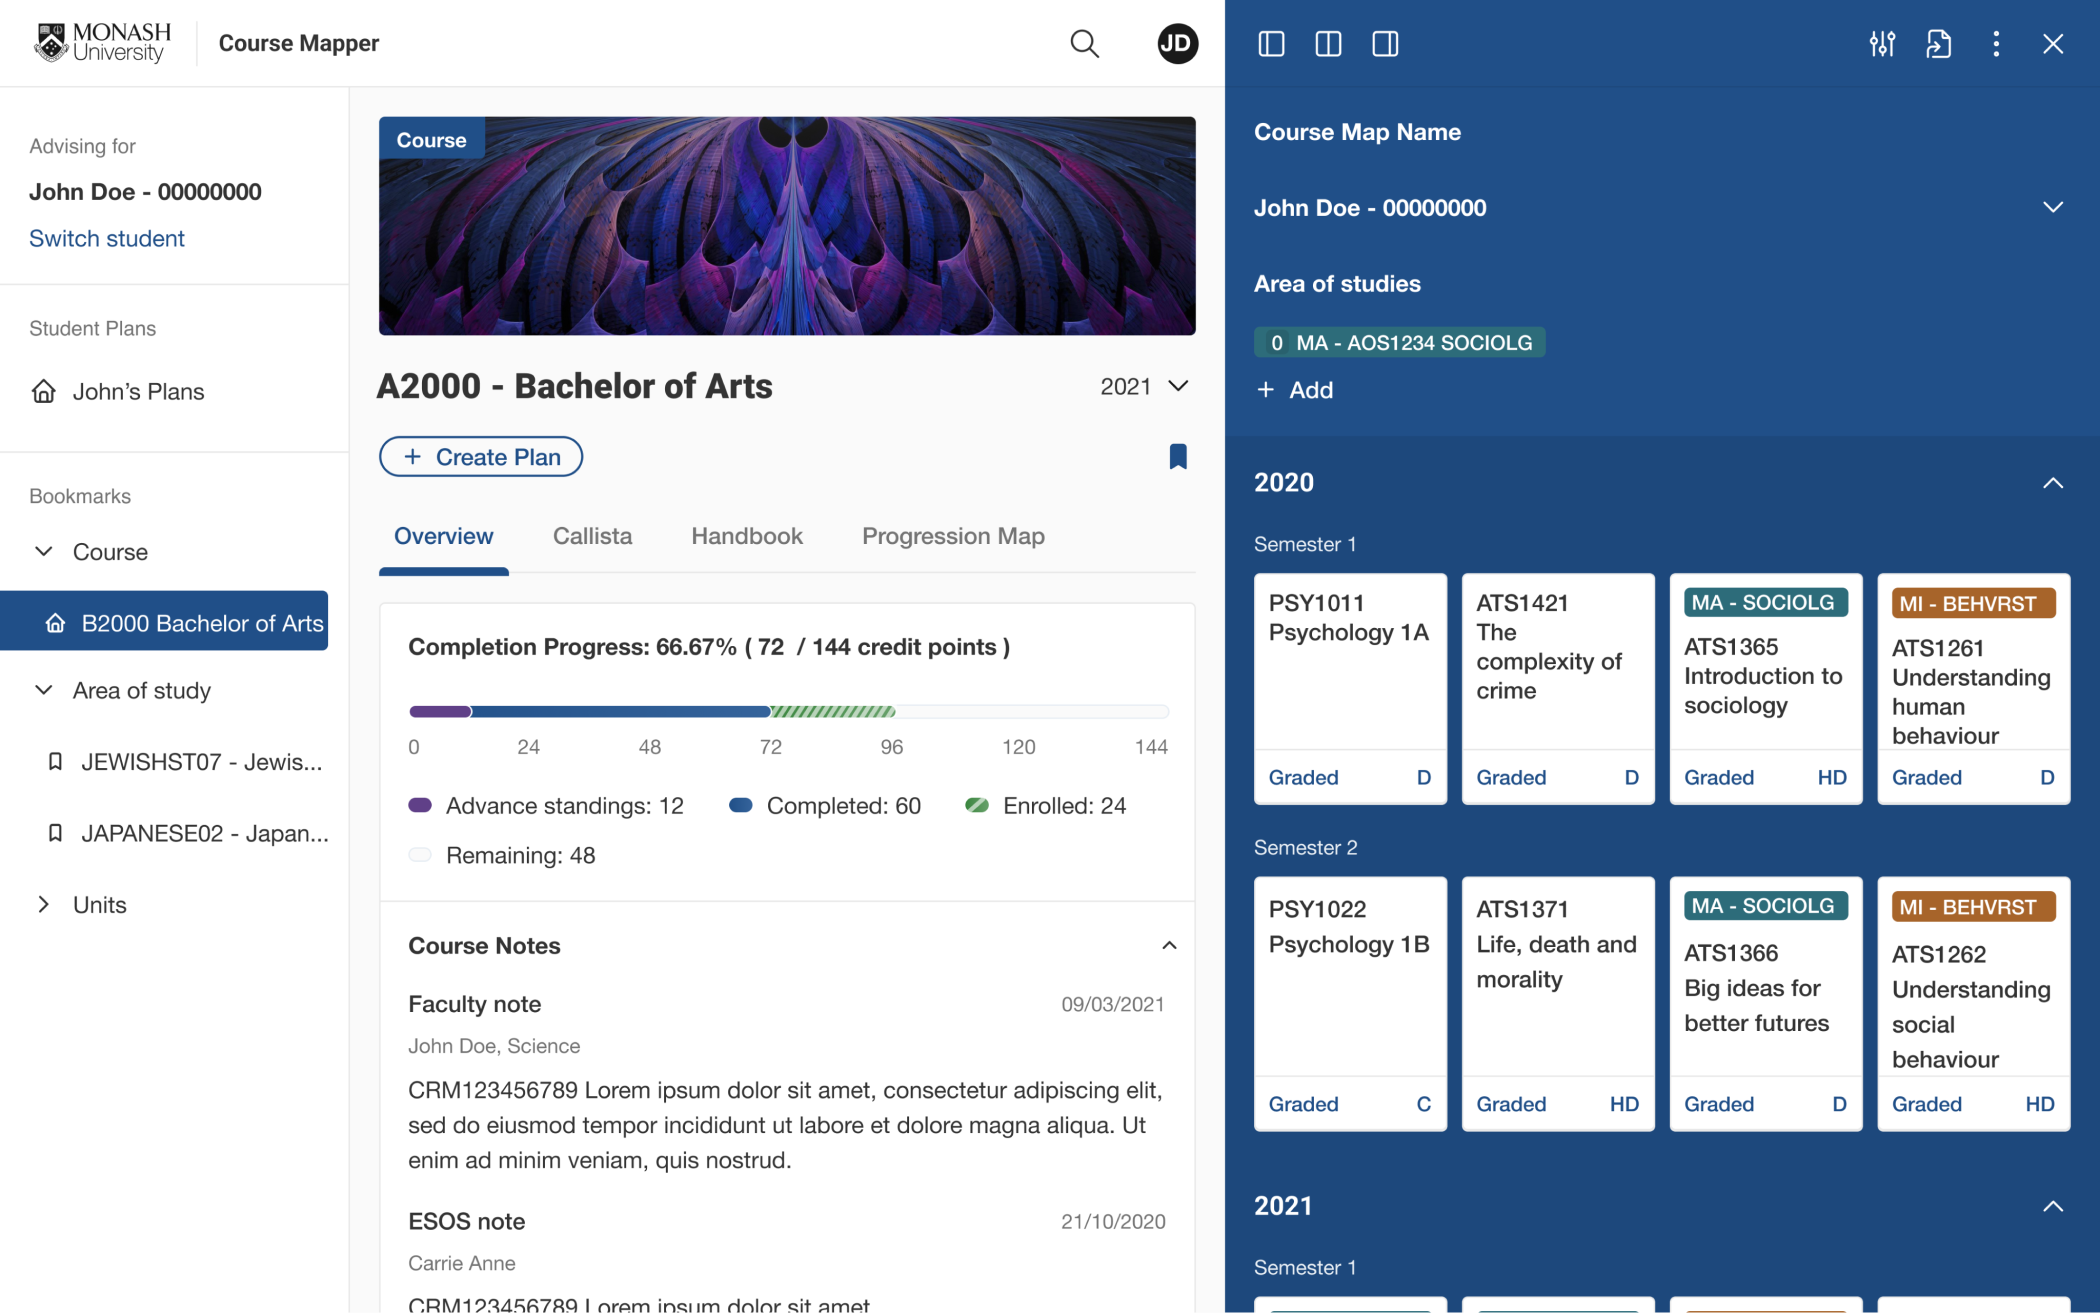 MONASH
University
Course Mapper
JD
Advising for
John Doe - 00000000
Switch student
Student Plans
John’s Plans
Bookmarks
Course
B2000 Bachelor of Arts
Area of study
JEWISHST07 - Jewis...
JAPANESE02 - Japan...
Units
Course
A2000 - Bachelor of Arts
2021
+ Create Plan
Overview
Callista
Handbook
Progression Map
Completion Progress: 66.67% ( 72 / 144 credit points )
0 24 48 72 96 120 144
Advance standings: 12
Completed: 60
Enrolled: 24
Remaining: 48
Course Notes
Faculty note
09/03/2021
John Doe, Science
CRM123456789 Lorem ipsum dolor sit amet, consectetur adipiscing elit,
sed do eiusmod tempor incididunt ut labore et dolore magna aliqua. Ut
enim ad minim veniam, quis nostrud.
ESOS note
21/10/2020
Carrie Anne
CRM123456789 Lorem ipsum dolor sit amet
Course Map Name
John Doe - 00000000
Area of studies
0 MA - AOS1234 SOCIOLG
+ Add
2020
Semester 1
PSY1011
Psychology 1A
Graded D
ATS1421
The
complexity of
crime
Graded D
MA - SOCIOLG
ATS1365
Introduction to
sociology
Graded HD
MI - BEHVRST
ATS1261
Understanding
human
behaviour
Graded D
Semester 2
PSY1022
Psychology 1B
Graded C
ATS1371
Life, death and
morality
Graded HD
MA - SOCIOLG
ATS1366
Big ideas for
better futures
Graded D
MI - BEHVRST
ATS1262
Understanding
social
behaviour
Graded HD
2021
Semester 1